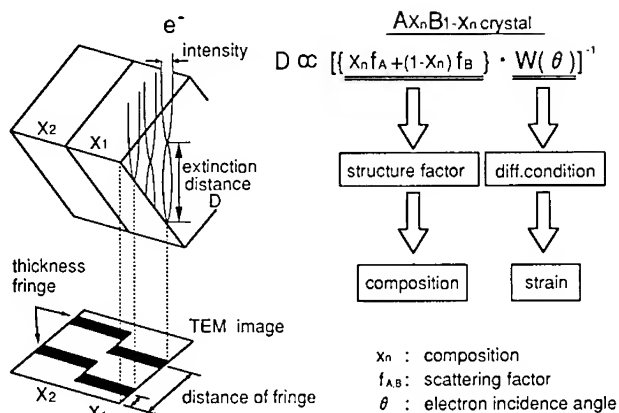 e⁻
intensity
X2
X1
extinction
distance
D
thickness
fringe
TEM image
X2
distance of fringe
AXnB1-Xn crystal
D ∝ [{ Xn fA +(1-Xn) fB } · W( θ )]⁻¹
structure factor
diff.condition
composition
strain
Xn : composition
fA,B : scattering factor
θ : electron incidence angle